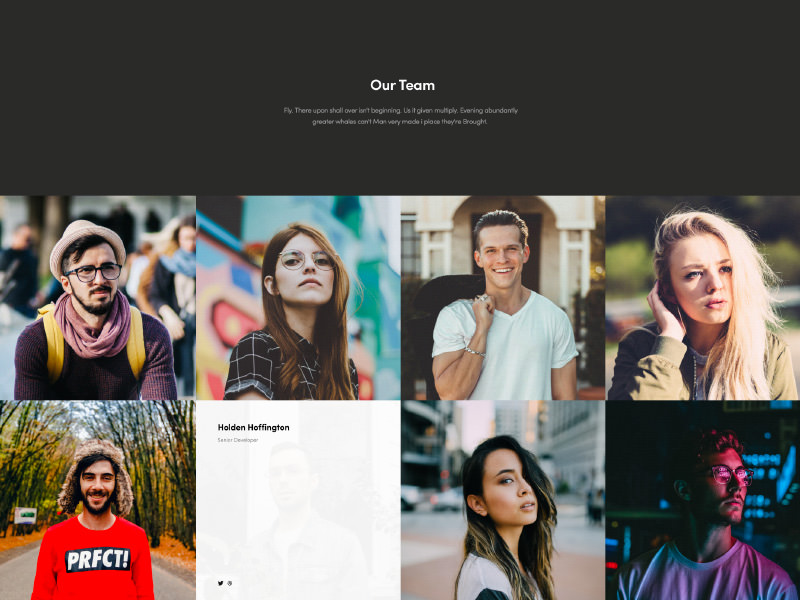 Our Team
Fly. There upon shall over isn't beginning. Us it given multiply. Evening abundantly
greater whales can't Man very made i place they're Brought.
Holden Hoffington
Senior Developer
PRFCT!